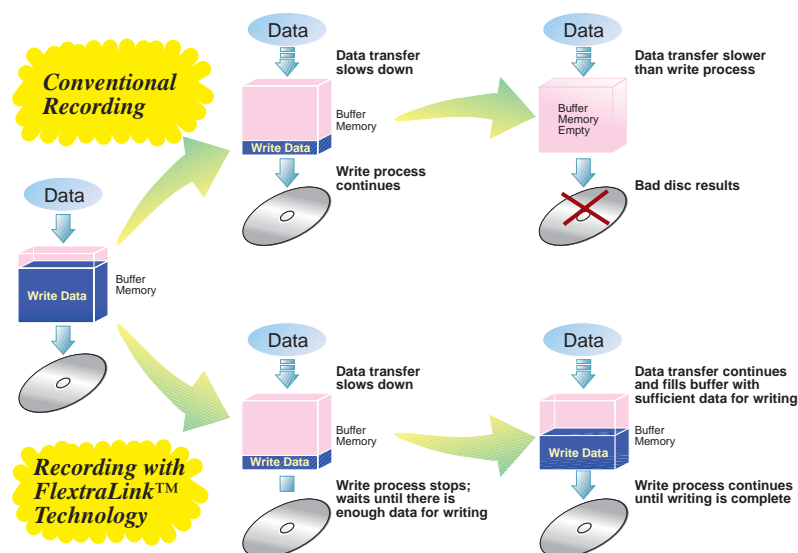 Conventional
Recording
Data
Data transfer
slows down
Buffer
Memory
Write Data
Write process
continues
Data
Data transfer slower
than write process
Buffer
Memory
Empty
Bad disc results
Data
Buffer
Memory
Write Data
Recording with
FlextraLink™
Technology
Data
Data transfer
slows down
Buffer
Memory
Write Data
Write process stops;
waits until there is
enough data for writing
Data
Data transfer continues
and fills buffer with
sufficient data for writing
Buffer
Memory
Write Data
Write process continues
until writing is complete